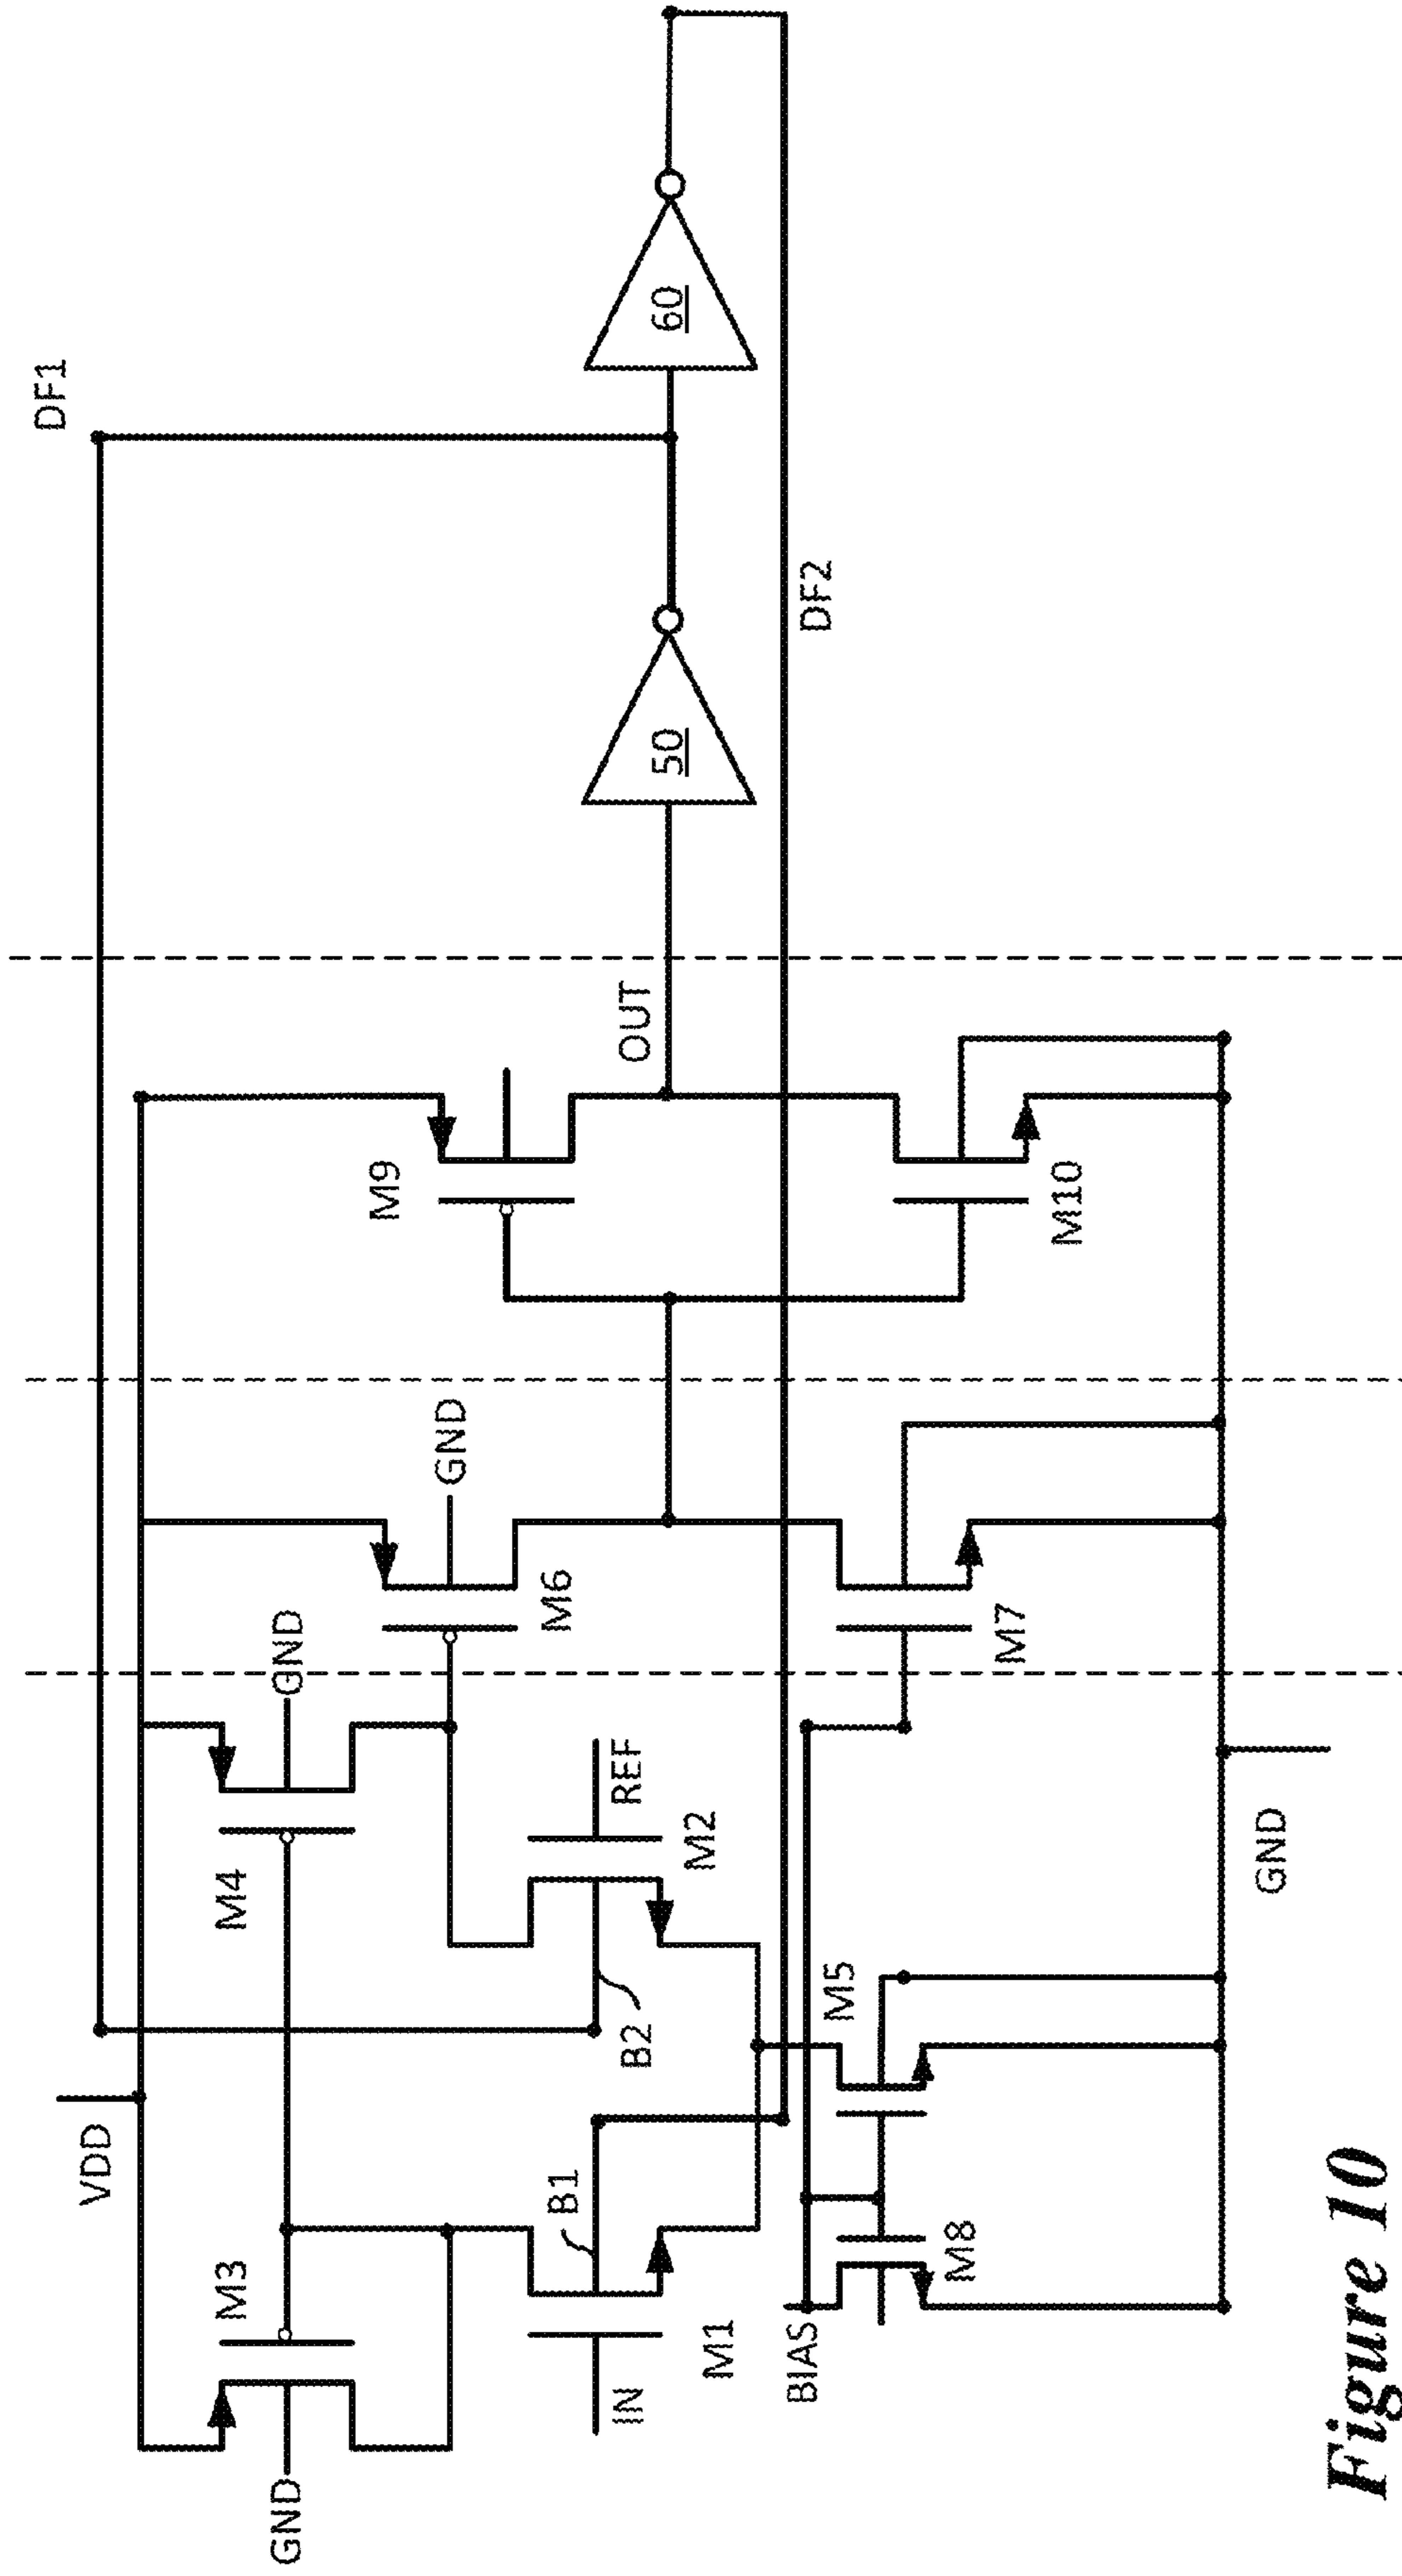 DF1
VDD
GND
M3
M4
GND
GND
M6
M9
OUT
50
60
IN
B1
M1
B2
REF
M2
DF2
BIAS
M8
M5
M7
M10
GND
Figure 10